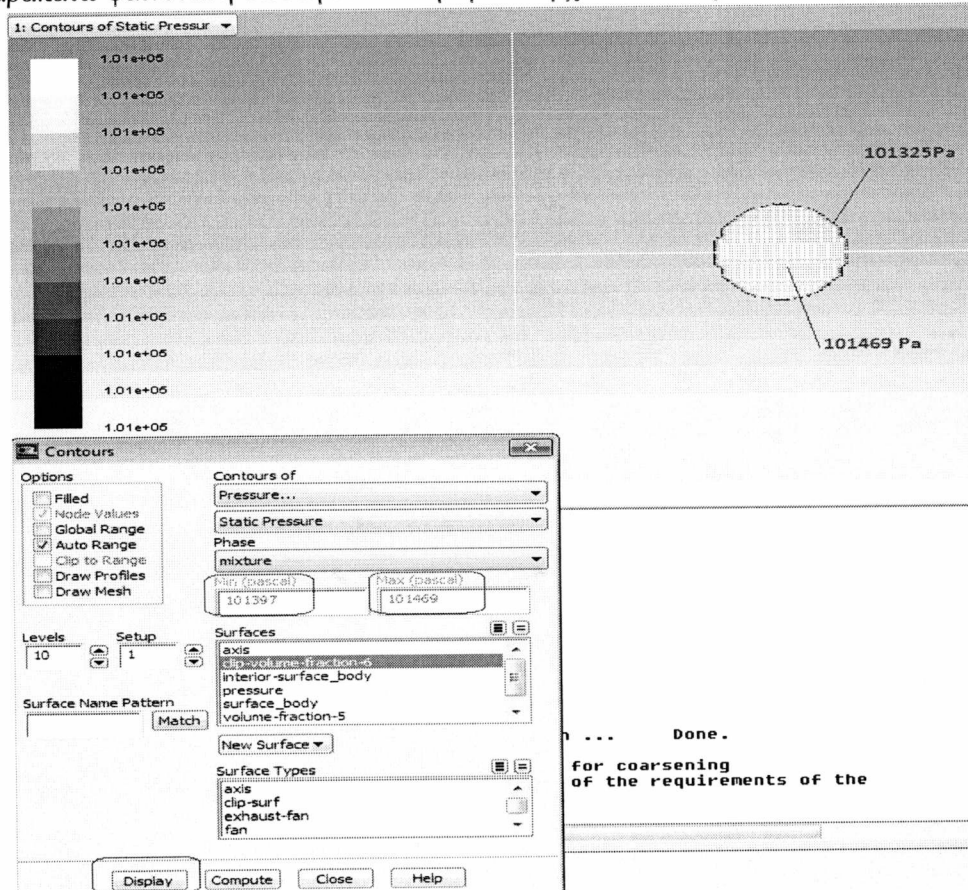 1: Contours of Static Pressur
1.01e+05
1.01e+05
1.01e+05
1.01e+05
1.01e+05
1.01e+05
1.01e+05
1.01e+05
1.01e+05
1.01e+05
1.01e+05
101325Pa
101469 Pa
Contours
Options
Filled
Node Values
Global Range
Auto Range
Clip to Range
Draw Profiles
Draw Mesh
Contours of
Pressure...
Static Pressure
Phase
mixture
Min (pascal)
Max (pascal)
101397
101469
Levels
Setup
10
1
Surfaces
axis
clip-volume-fraction-6
interior-surface_body
pressure
surface_body
volume-fraction-5
Surface Name Pattern
Match
New Surface
Surface Types
axis
clip-surf
exhaust-fan
fan
Display
Compute
Close
Help
... Done.
for coarsening
of the requirements of the